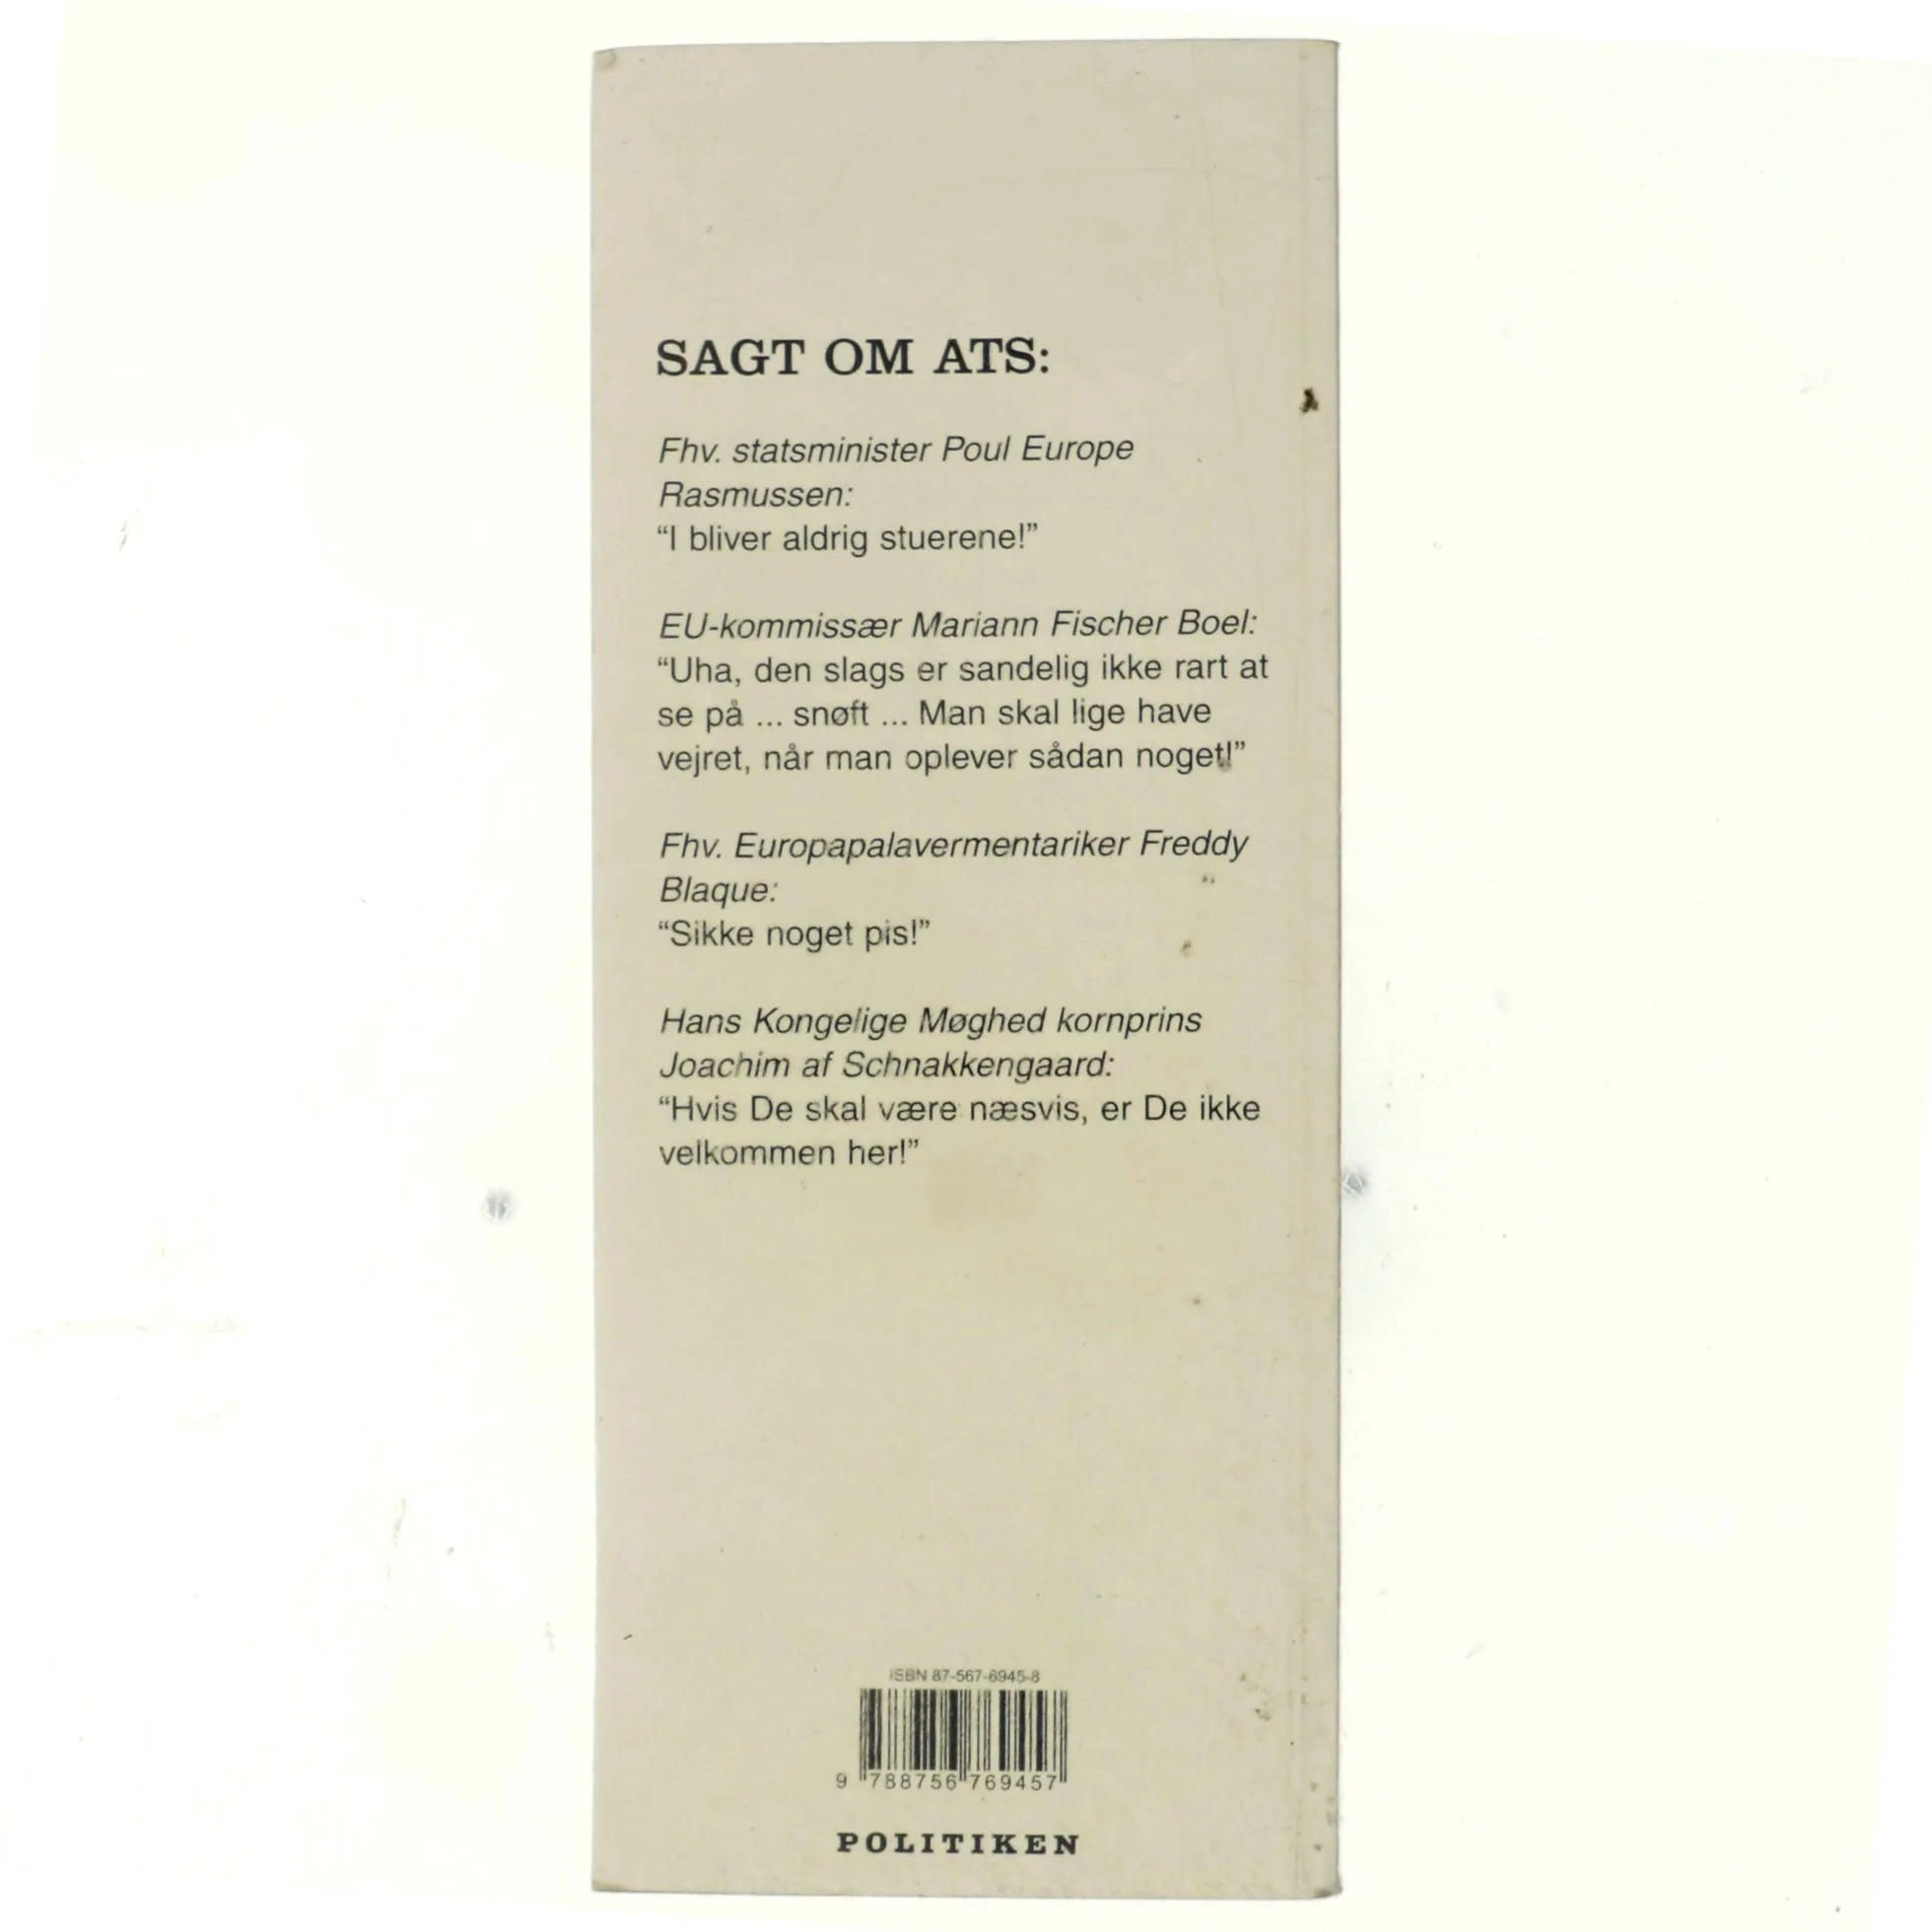 SAGT OM ATS:
Fhv. statsminister Poul Europe
Rasmussen:
“I bliver aldrig stuerene!”
EU-kommissær Mariann Fischer Boel:
“Uha, den slags er sandelig ikke rart at
se på ... snøft ... Man skal lige have
vejret, når man oplever sådan noget!”
Fhv. Europapalavermentariker Freddy
Blaque:
“Sikke noget pis!”
Hans Kongelige Møghed kornprins
Joachim af Schnakkengaard:
“Hvis De skal være næsvis, er De ikke
velkommen her!”
ISBN 87-567-6945-8
9 788756 769457
POLITIKEN